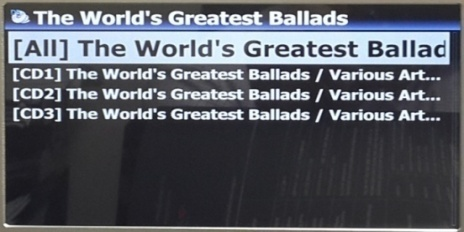 The World's Greatest Ballads
[All] The World's Greatest Ballad
[CD1] The World's Greatest Ballads / Various Art...
[CD2] The World's Greatest Ballads / Various Art...
[CD3] The World's Greatest Ballads / Various Art...